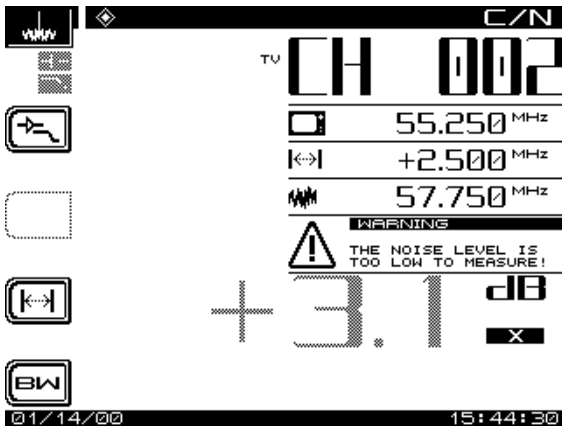 C/N
TV CH 002
55.250 MHz
+2.500 MHz
57.750 MHz
WARNING
THE NOISE LEVEL IS
TOO LOW TO MEASURE!
+3.1 dB
X
BW
01/14/00 15:44:30